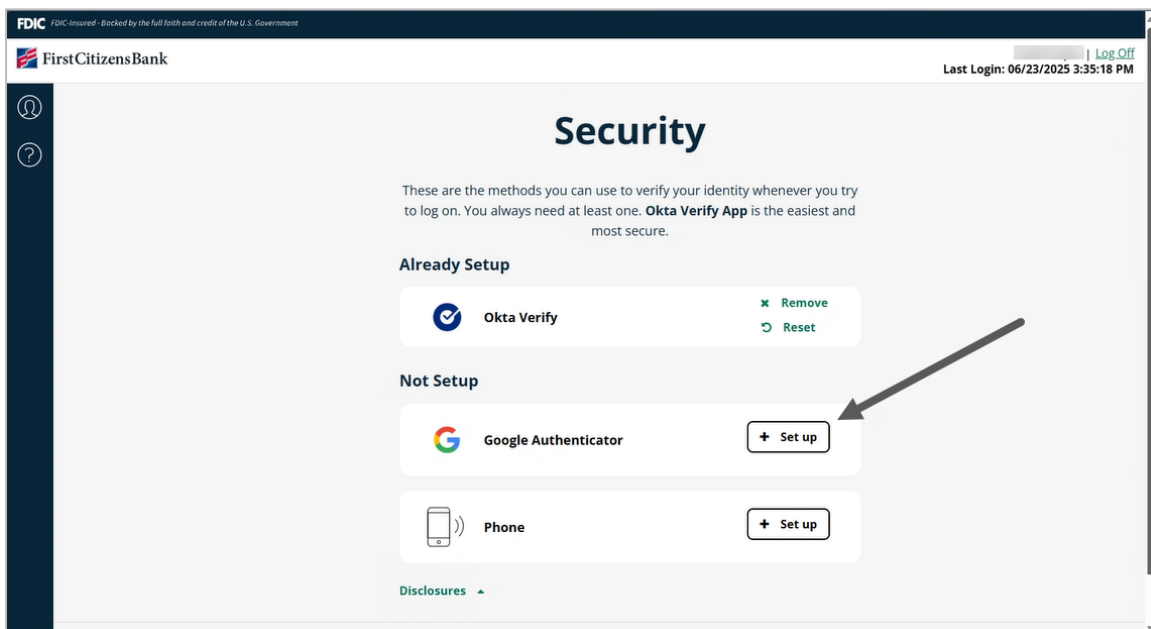 FDIC FDIC-Insured - Backed by the full faith and credit of the U.S. Government
First Citizens Bank
| Log Off
Last Login: 06/23/2025 3:35:18 PM
Security
These are the methods you can use to verify your identity whenever you try
to log on. You always need at least one. Okta Verify App is the easiest and
most secure.
Already Setup
Okta Verify
Remove
Reset
Not Setup
Google Authenticator
+ Set up
Phone
+ Set up
Disclosures